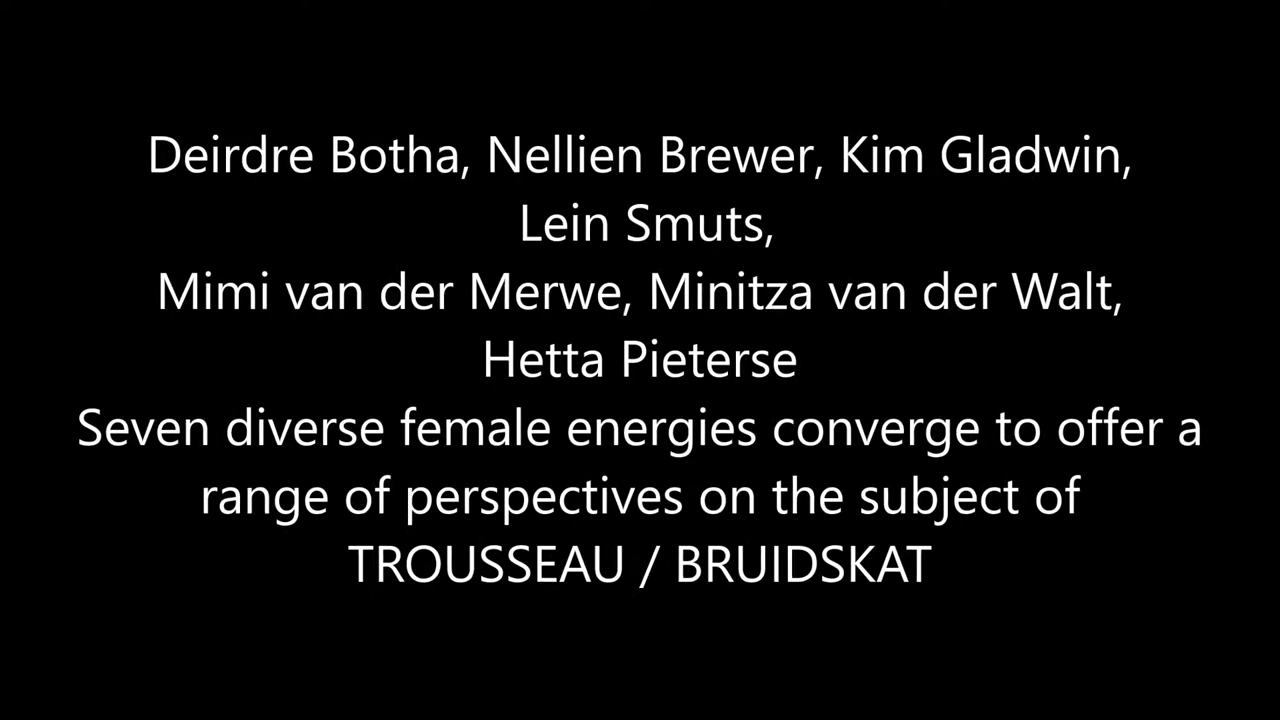 Deirdre Botha, Nellien Brewer, Kim Gladwin,
Lein Smuts,
Mimi van der Merwe, Minitza van der Walt,
Hetta Pieterse
Seven diverse female energies converge to offer a
range of perspectives on the subject of
TROUSSEAU / BRUIDSKAT